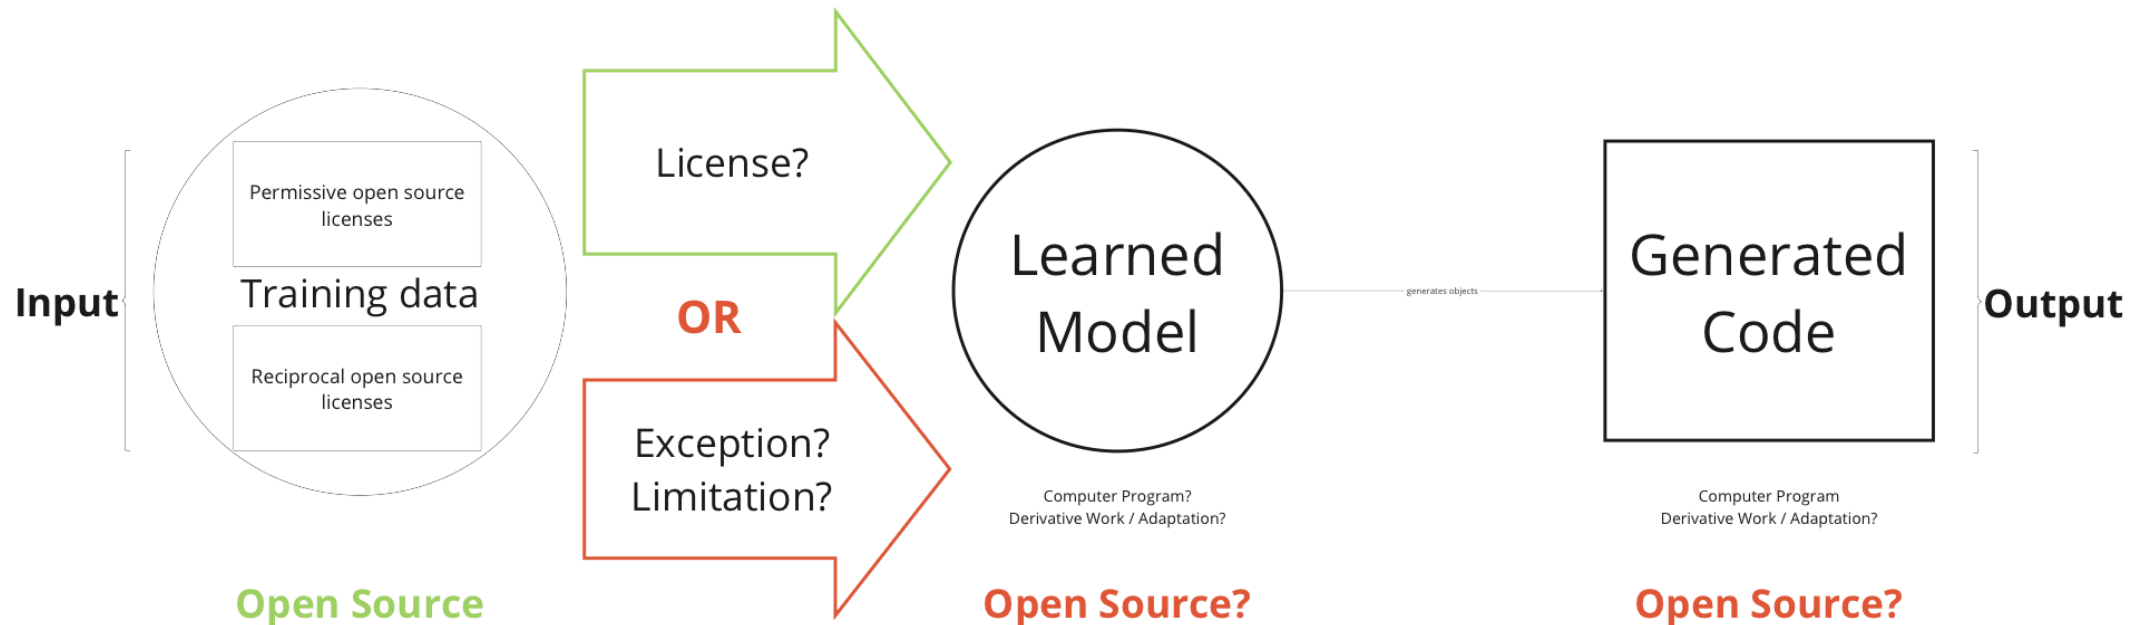 Input
Permissive open source
licenses
Training data
Reciprocal open source
licenses
Open Source
License?
OR
Exception?
Limitation?
Learned
Model
Computer Program?
Derivative Work / Adaptation?
Open Source?
generates objects
Generated
Code
Computer Program
Derivative Work / Adaptation?
Open Source?
Output